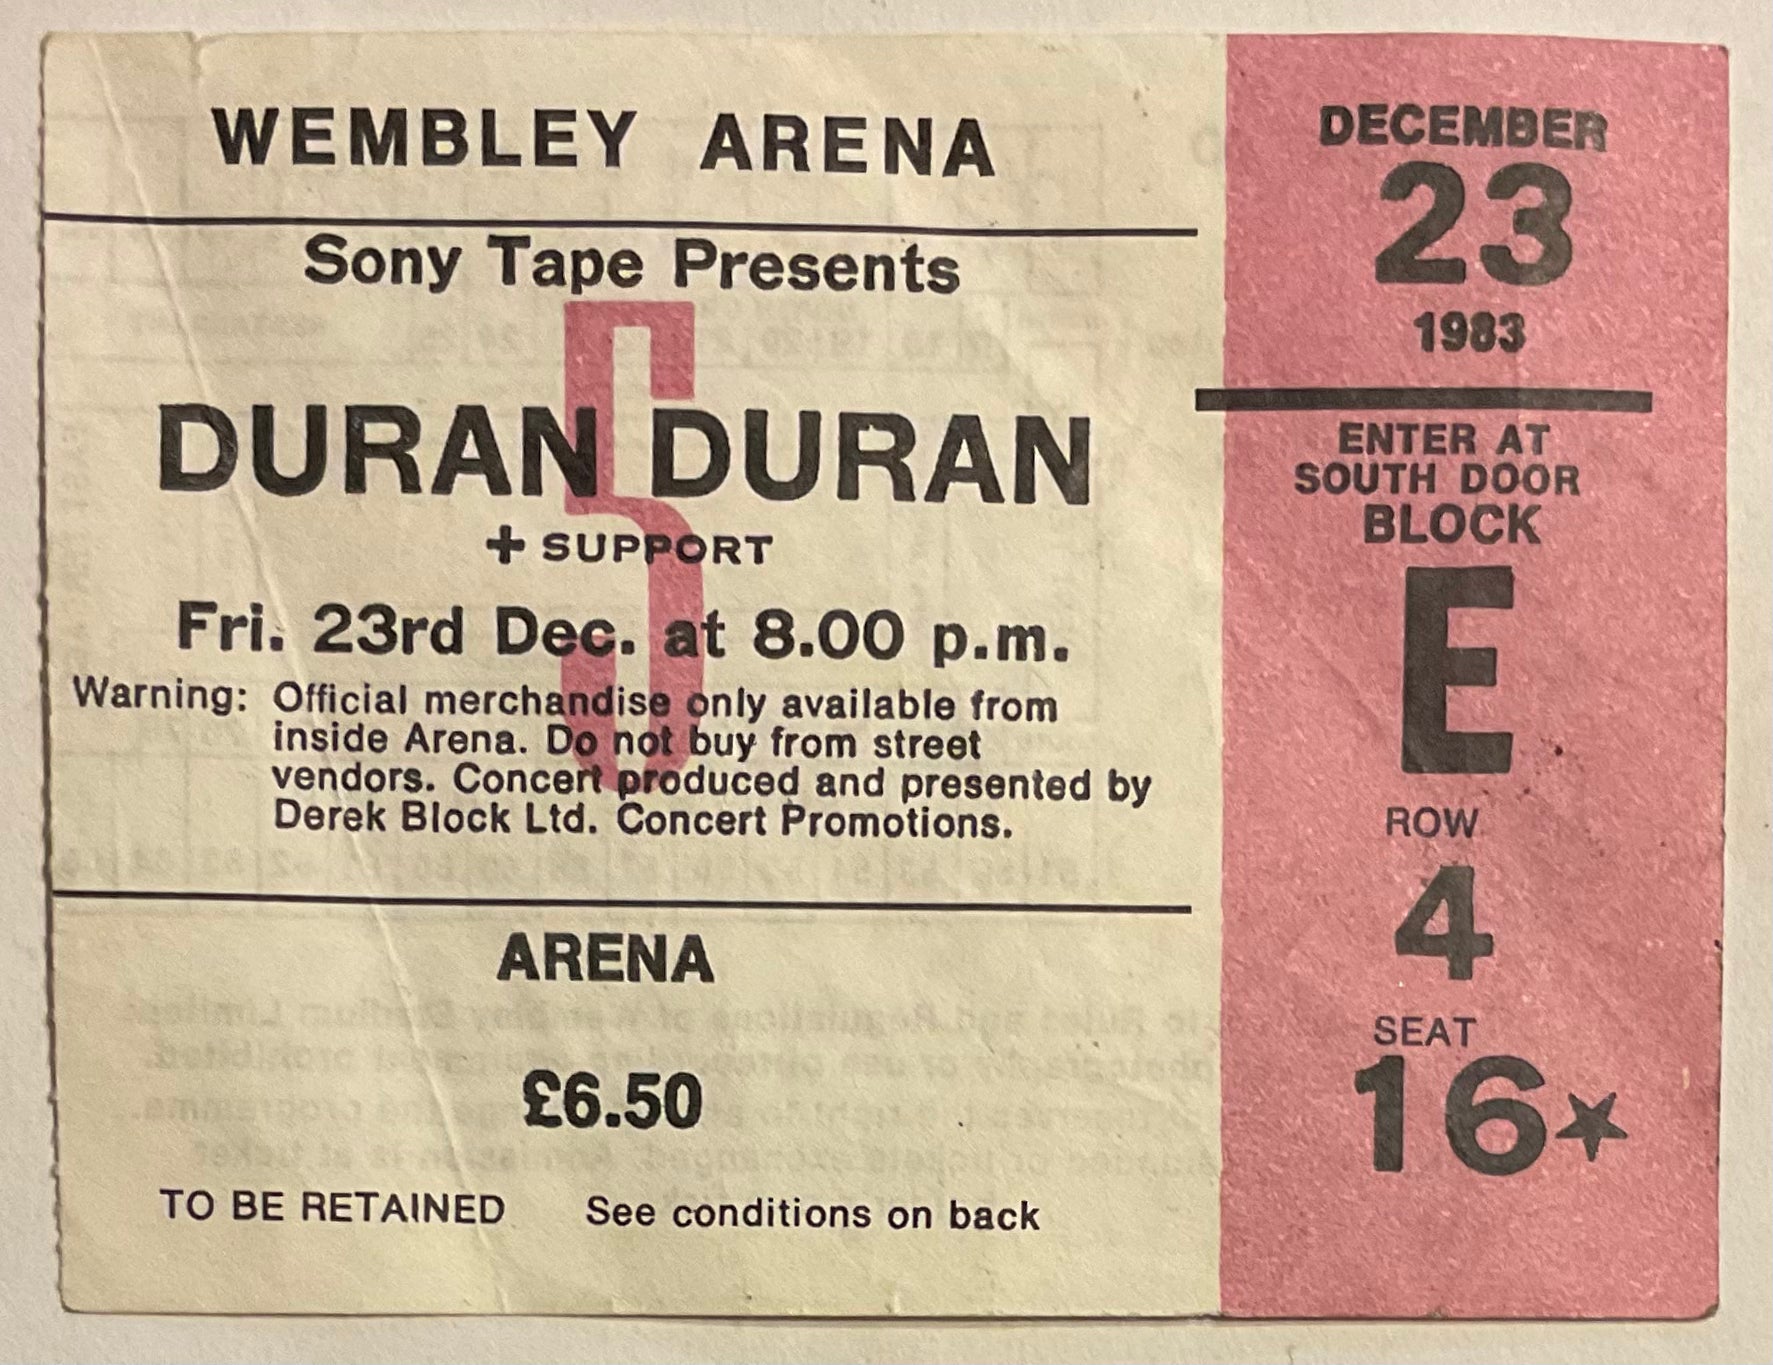 WEMBLEY ARENA
Sony Tape Presents
S
DURAN DURAN
+ SUPPORT
Fri. 23rd Dec. at 8.00 p.m.
Warning: Official merchandise only available from
inside Arena. Do not buy from street
vendors. Concert produced and presented by
Derek Block Ltd. Concert Promotions.
ARENA
£6.50
TO BE RETAINED See conditions on back
DECEMBER
23
1983
ENTER AT
SOUTH DOOR
BLOCK
E
ROW
4
SEAT
16★